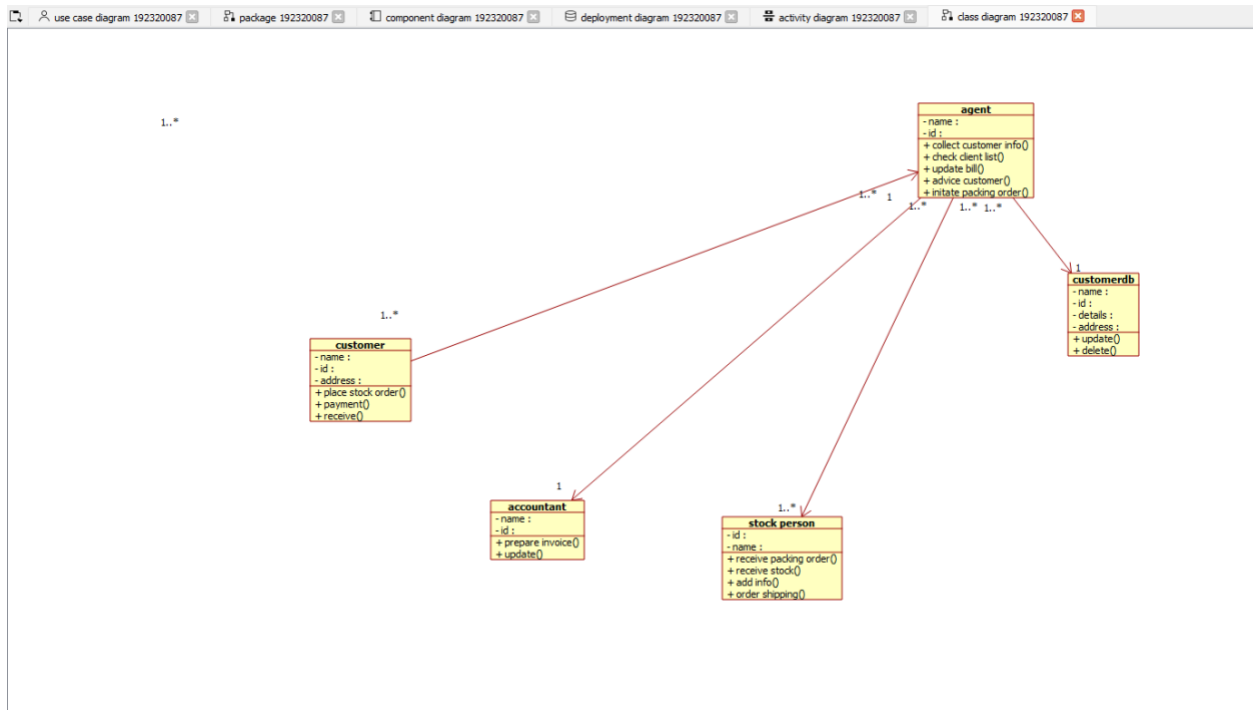 use case diagram 192320087
package 192320087
component diagram 192320087
deployment diagram 192320087
activity diagram 192320087
class diagram 192320087
1..*
agent
- name :
- id :
+ collect customer info()
+ check client list()
+ update bill()
+ advice customer()
+ initate packing order()
1..*
1
1..*
1..*
1..*
1
customerdb
- name :
- id :
- details :
- address :
+ update()
+ delete()
1..*
customer
- name :
- id :
- address :
+ place stock order()
+ payment()
+ receive()
1
accountant
- name :
- id :
+ prepare invoice()
+ update()
1..*
stock person
- id :
- name :
+ receive packing order()
+ receive stock()
+ add info()
+ order shipping()